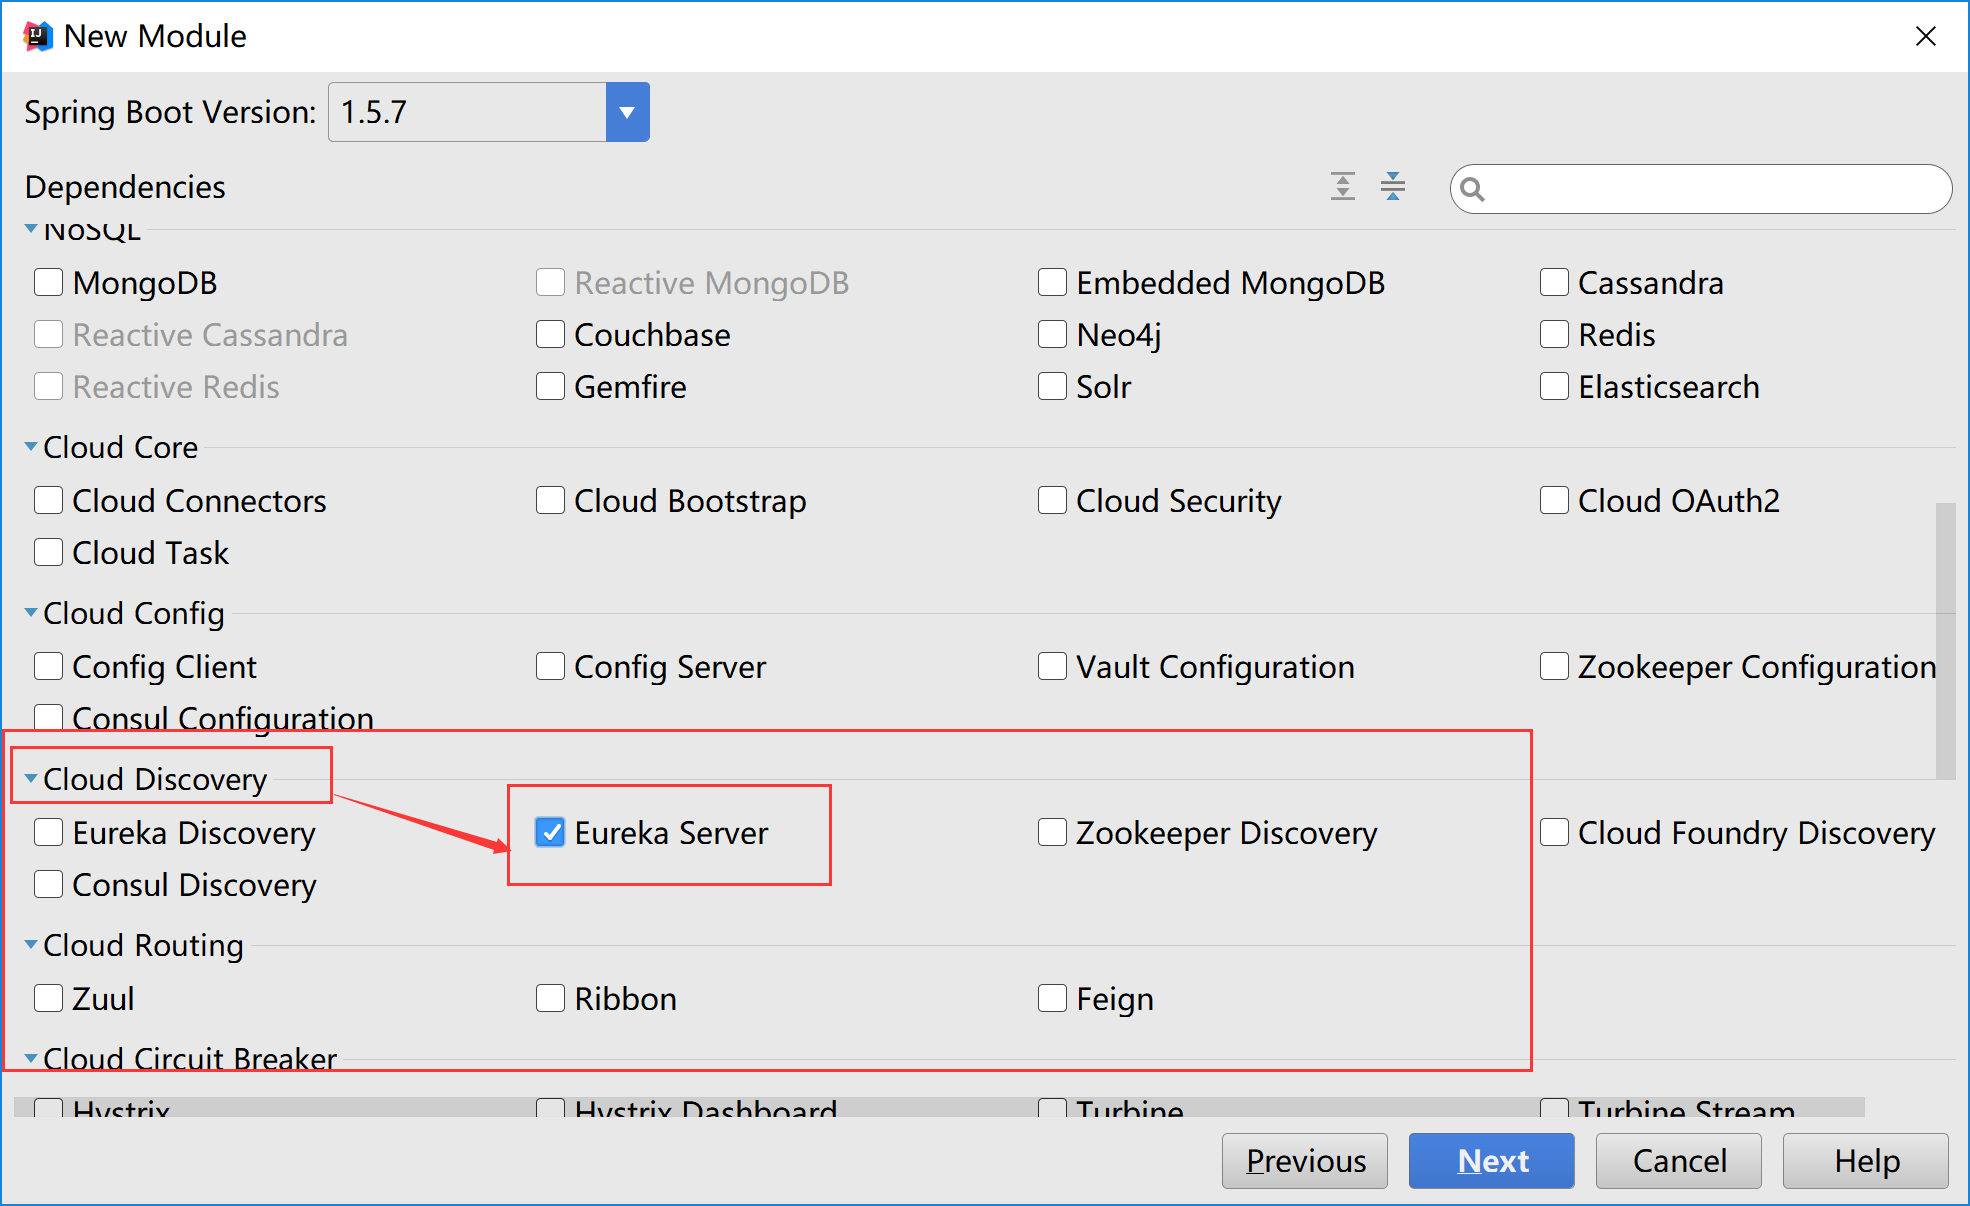 New Module
Spring Boot Version: 1.5.7
Dependencies
NoSQL
MongoDB Reactive MongoDB Embedded MongoDB Cassandra
Reactive Cassandra Couchbase Neo4j Redis
Reactive Redis Gemfire Solr Elasticsearch
Cloud Core
Cloud Connectors Cloud Bootstrap Cloud Security Cloud OAuth2
Cloud Task
Cloud Config
Config Client Config Server Vault Configuration Zookeeper Configuration
Consul Configuration
Cloud Discovery
Eureka Discovery Eureka Server Zookeeper Discovery Cloud Foundry Discovery
Consul Discovery
Cloud Routing
Zuul Ribbon Feign
Cloud Circuit Breaker
Hystrix Hystrix Dashboard Turbine Turbine Stream
Previous Next Cancel Help